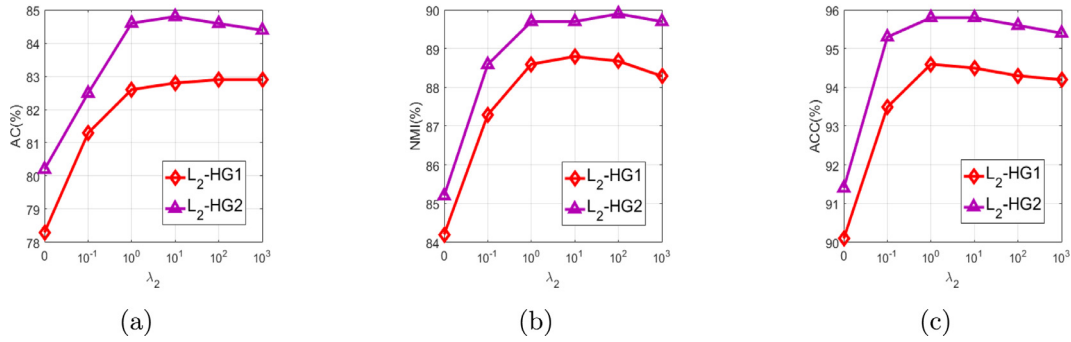 AC(%)
85
84
83
82
81
80
79
78
0 10-1 10^0 10^1 10^2 10^3
λ2
L2-HG1
L2-HG2
(a)
NMI(%)
90
89
88
87
86
85
84
0 10^-1 10^0 10^1 10^2 10^3
λ2
L2-HG1
L2-HG2
(b)
ACC(%)
96
95
94
93
92
91
90
0 10^-1 10^0 10^1 10^2 10^3
λ2
L2-HG1
L2-HG2
(c)